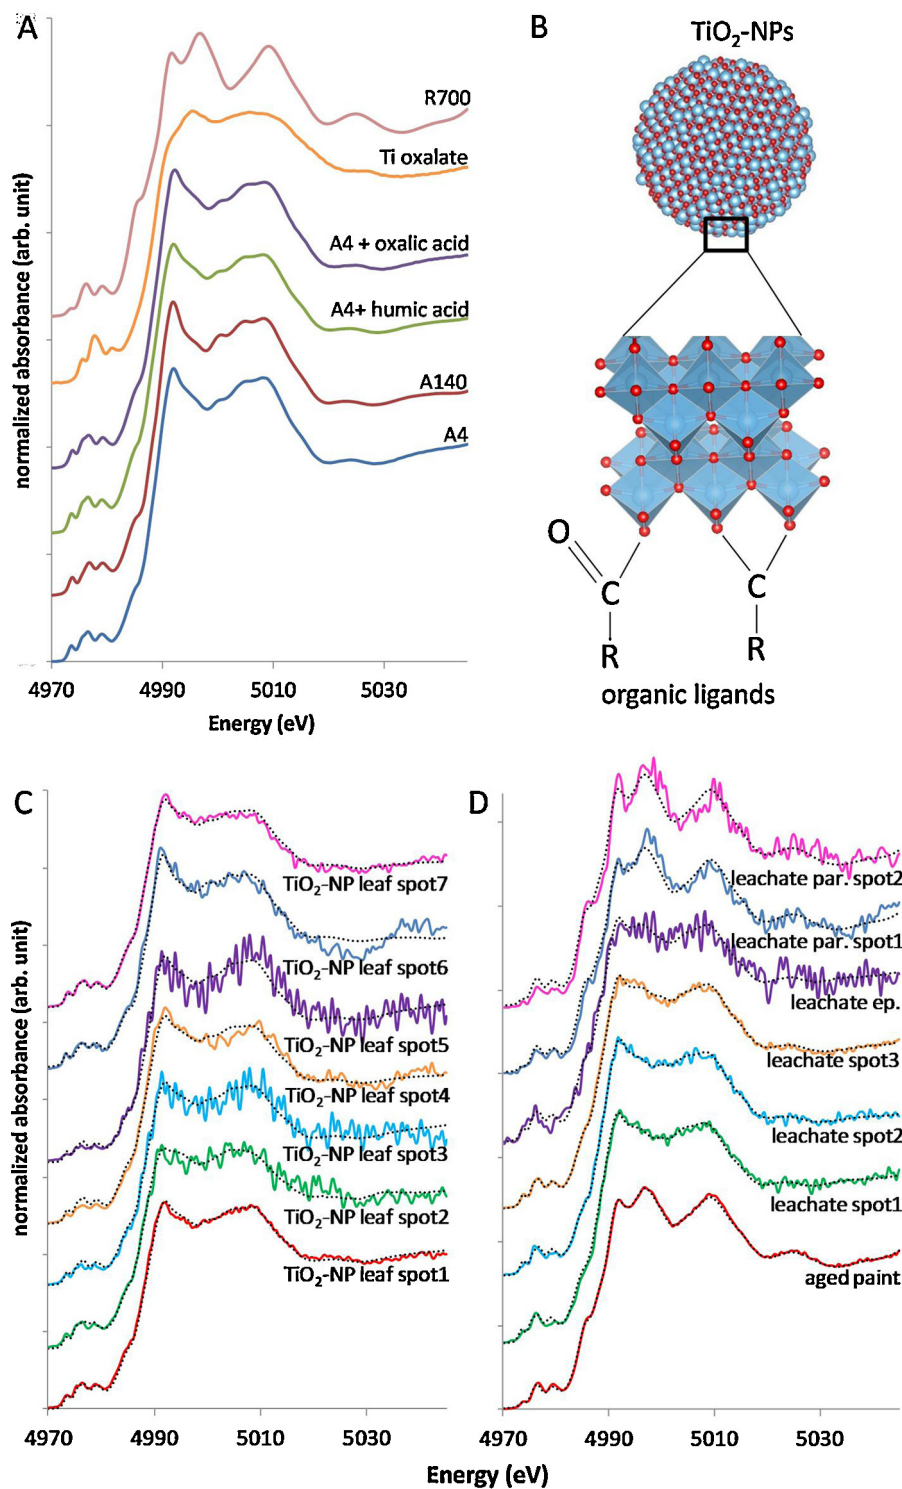 A
normalized absorbance (arb. unit)
R700
Ti oxalate
A4 + oxalic acid
A4+ humic acid
A140
A4
4970 4990 5010 5030
Energy (eV)
B
TiO2-NPs
O
C
R
C
R
organic ligands
C
normalized absorbance (arb. unit)
TiO2-NP leaf spot7
TiO2-NP leaf spot6
TiO2-NP leaf spot5
TiO2-NP leaf spot4
TiO2-NP leaf spot3
TiO2-NP leaf spot2
TiO2-NP leaf spot1
4970 4990 5010 5030
D
leachate par. spot2
leachate par. spot1
leachate ep.
leachate spot3
leachate spot2
leachate spot1
aged paint
4970 4990 5010 5030
Energy (eV)